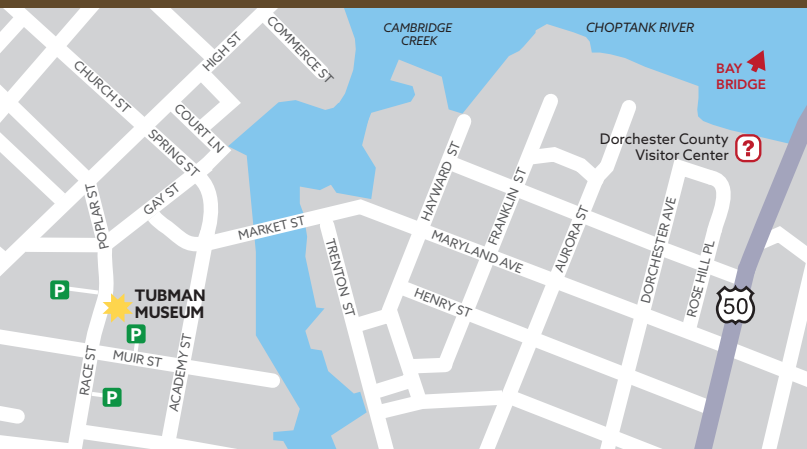 CAMBRIDGE
CREEK
CHOPTANK RIVER
COMMERCE ST
HIGH ST
BAY
BRIDGE
CHURCH ST
COURT LN
SPRING ST
Dorchester County
Visitor Center
?
HAYWARD ST
GAY ST
POPLAR ST
FRANKLIN ST
AURORA ST
DORCHESTER AVE
ROSE HILL PL
MARKET ST
MARYLAND AVE
TRENTON ST
HENRY ST
P
TUBMAN
MUSEUM
50
P
MUIR ST
RACE ST
ACADEMY ST
P